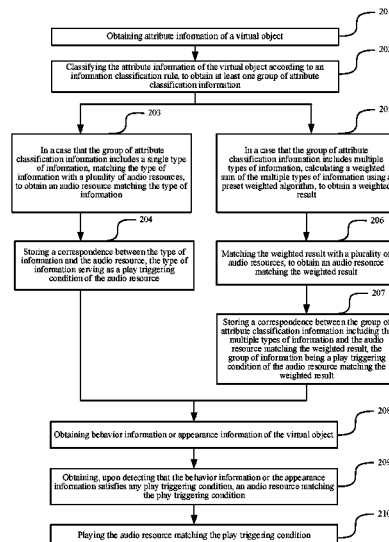 201
Obtaining attribute information of a virtual object
202
Classifying the attribute information of the virtual object according to an
information classification rule, to obtain at least one group of attribute
classification information
203
In a case that the group of attribute
classification information includes a single
type of information, matching the type of
information with a plurality of audio resources,
to obtain an audio resource matching the type of
information
204
Storing a correspondence between the type of
information and the audio resource, the type of
information serving as a play triggering
condition of the audio resource
205
In a case that the group of attribute
classification information includes multiple
types of information, calculating a weighted
sum of the multiple types of information using a
preset weighted algorithm, to obtain a weighted
result
206
Matching the weighted result with a plurality of
audio resources, to obtain an audio resource
matching the weighted result
207
Storing a correspondence between the group of
attribute classification information including the
multiple types of information and the audio
resource matching the weighted result, the
group of information being a play triggering
condition of the audio resource matching the
weighted result
208
Obtaining behavior information or appearance information of the virtual object
209
Obtaining, upon detecting that the behavior information or the appearance
information satisfies any play triggering condition, an audio resource matching
the play triggering condition
210
Playing the audio resource matching the play triggering condition